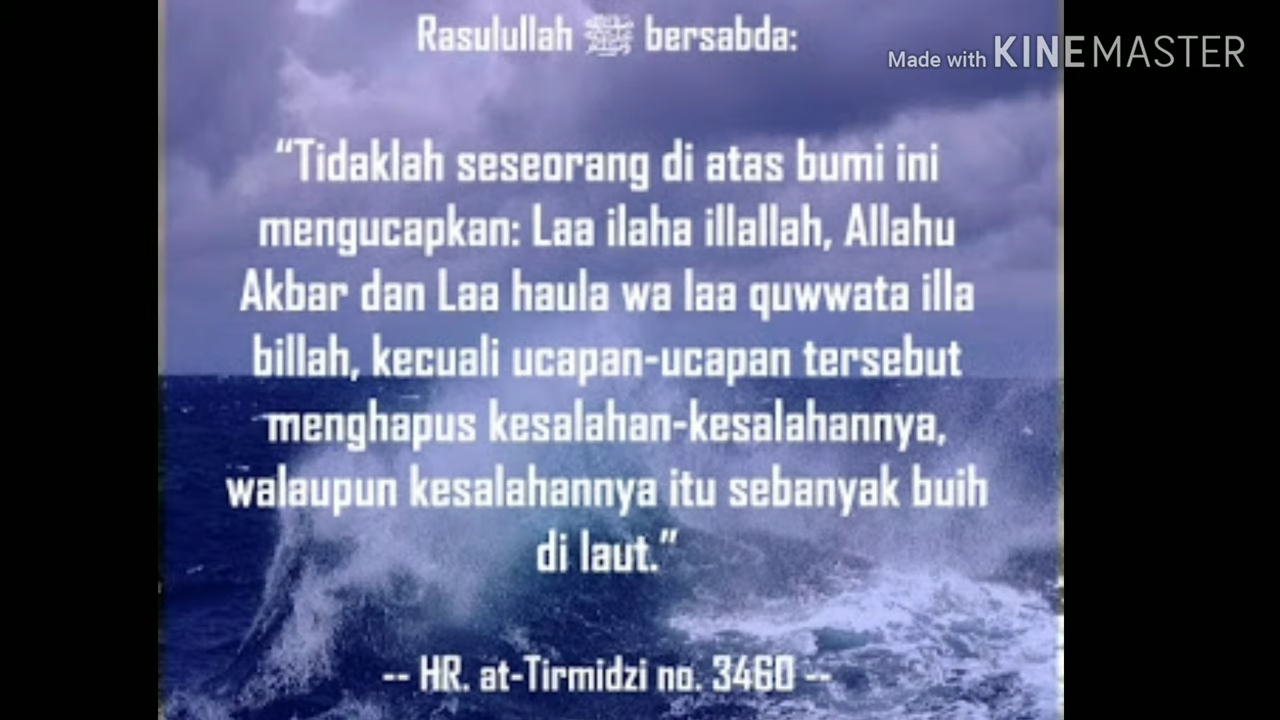 Rasulullah ﷺ bersabda:
Made with KINEMASTER
“Tidaklah seseorang di atas bumi ini
mengucapkan: Laa ilaha illallah, Allahu
Akbar dan Laa haula wa laa quwwata illa
billah, kecuali ucapan-ucapan tersebut
menghapus kesalahan-kesalahannya,
walaupun kesalahannya itu sebanyak buih
di laut.”
-- HR. at-Tirmidzi no. 3460 --